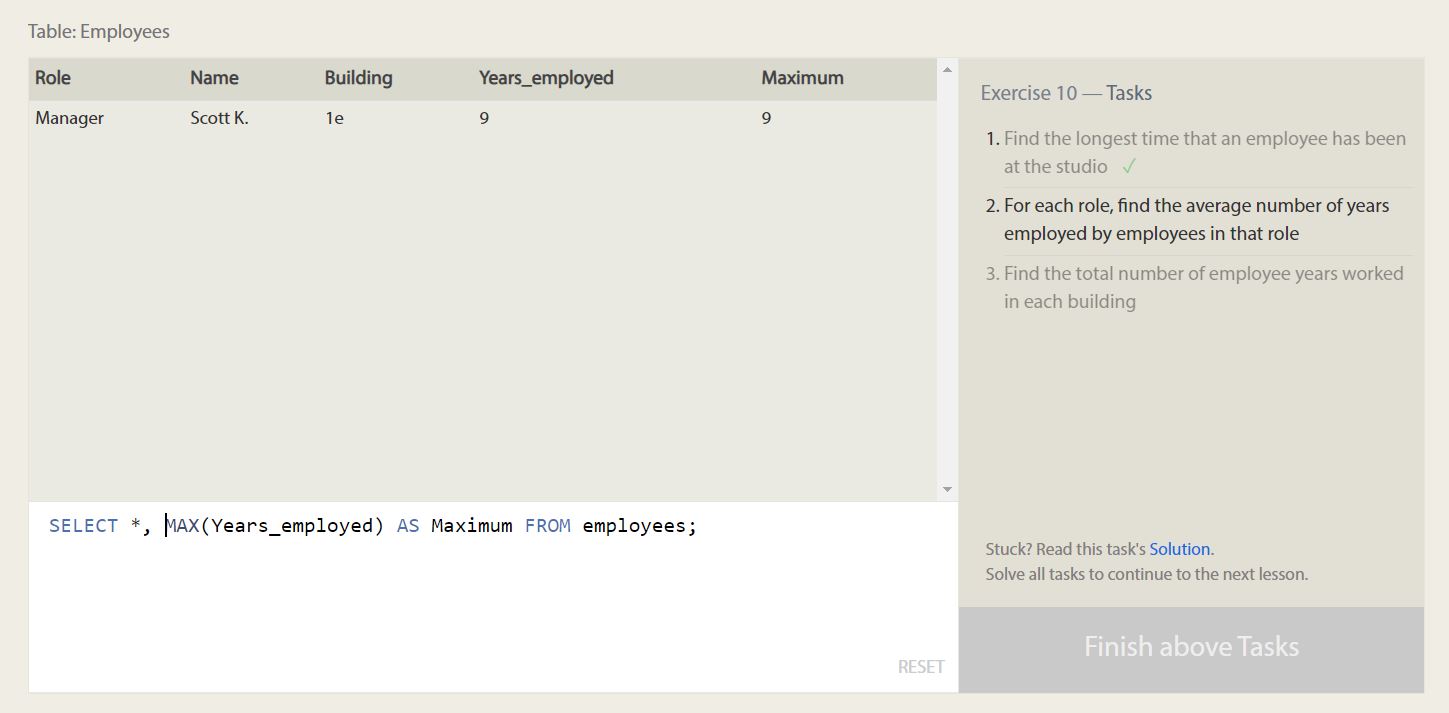 Table: Employees
Role Name Building Years_employed Maximum
Manager Scott K. 1e 9 9
SELECT *, MAX(Years_employed) AS Maximum FROM employees;
RESET
Exercise 10 — Tasks
1. Find the longest time that an employee has been
at the studio ✓
2. For each role, find the average number of years
employed by employees in that role
3. Find the total number of employee years worked
in each building
Stuck? Read this task's Solution.
Solve all tasks to continue to the next lesson.
Finish above Tasks